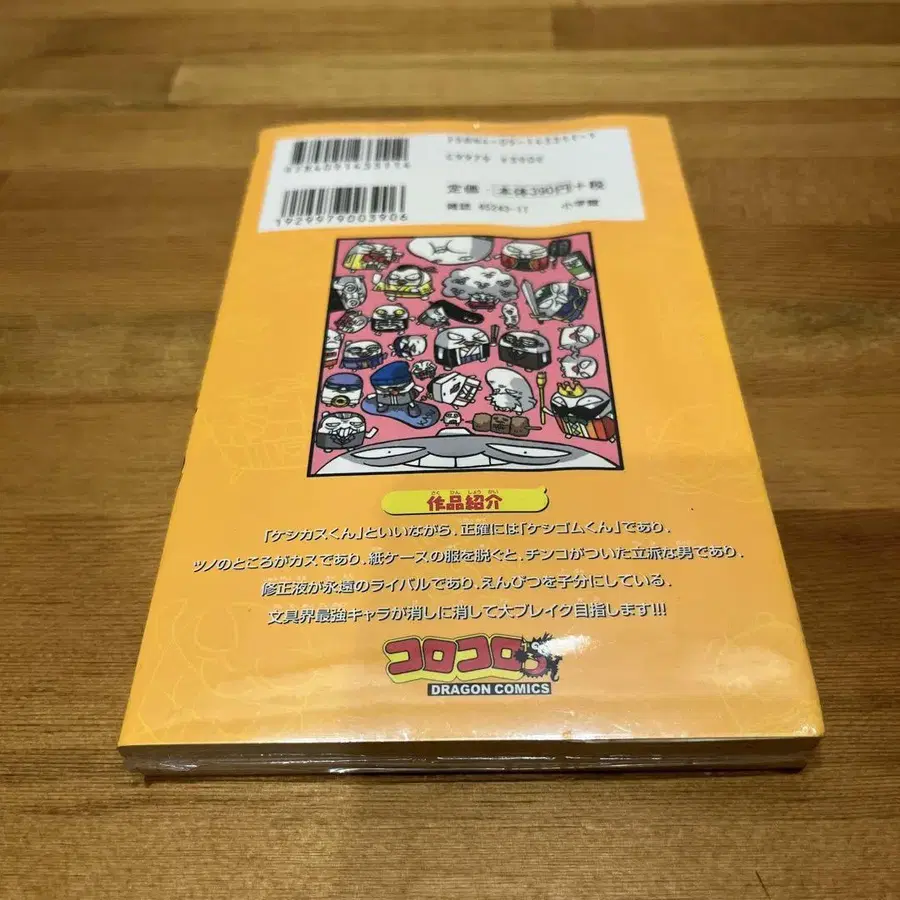 定価・本体390円+税
雑誌 45243-11 小学館
1929979003906
作品紹介
「ケシカスくん」といいながら、正確には「ケシゴムくん」であり、
ツノのところがカスであり、紙ケースの服を脱ぐと、チンコがついた立派な男であり、
修正液が永遠のライバルであり、えんぴつを子分にしている。
文具界最強キャラが消しに消して大ブレイク目指します!!!
コロコロ
DRAGON COMICS